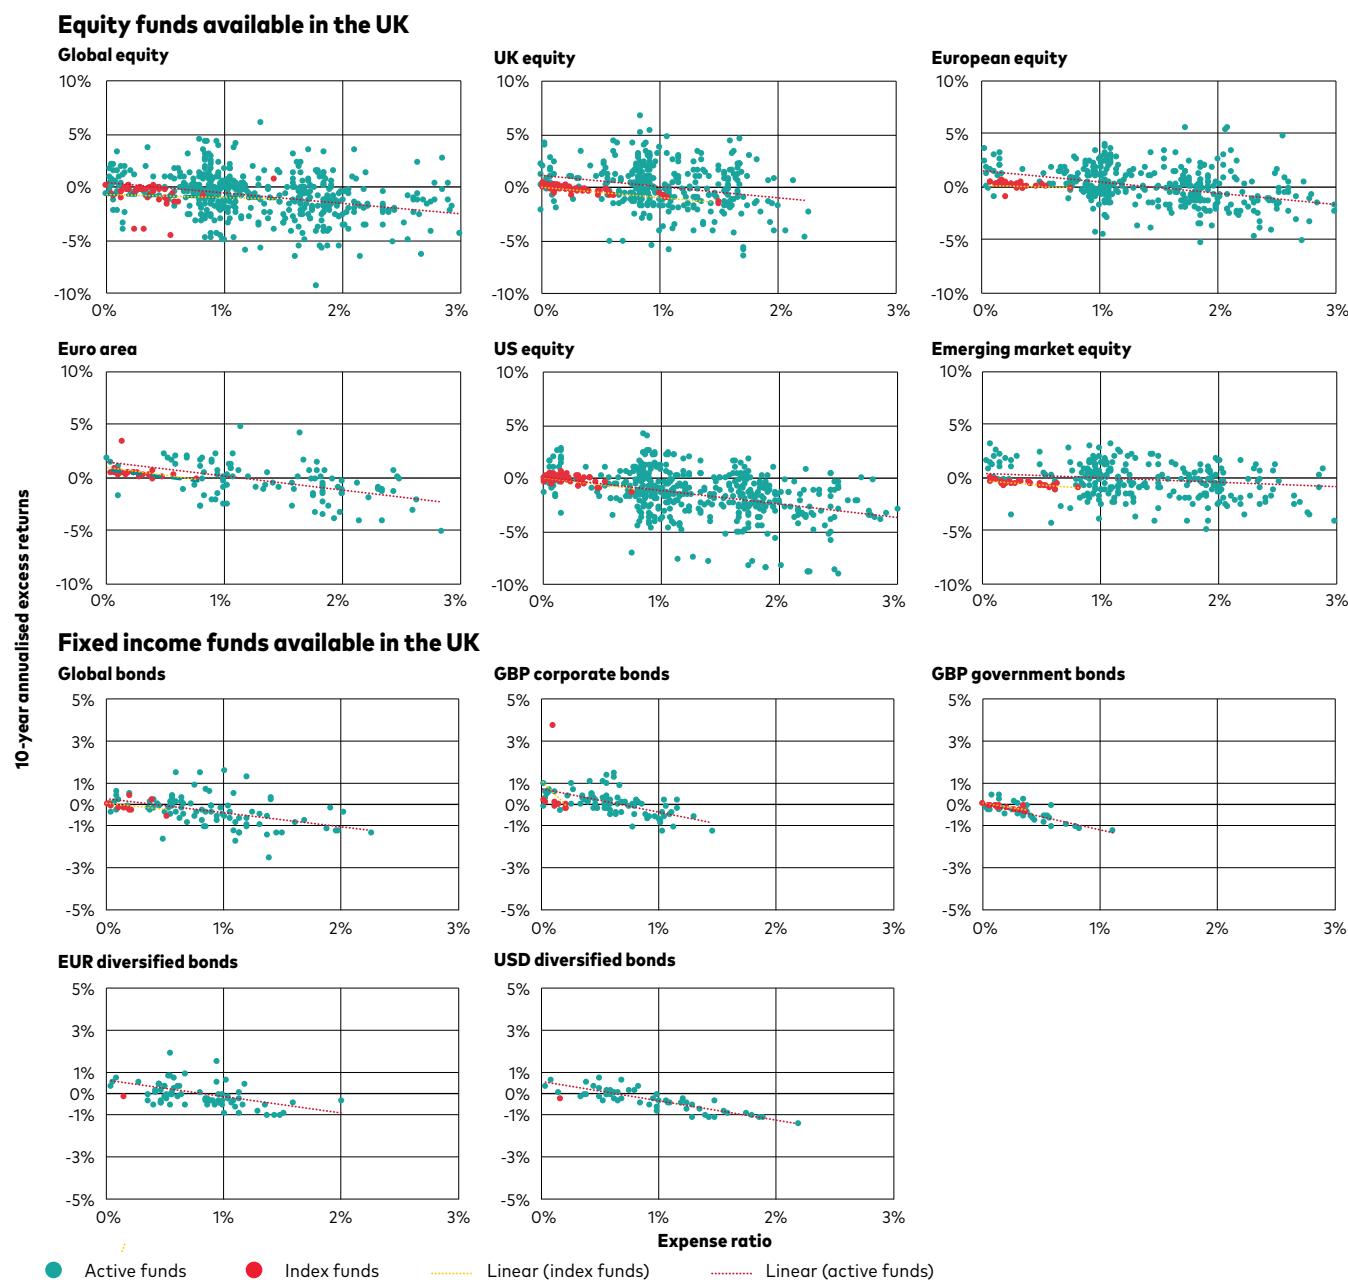 Equity funds available in the UK
Global equity
UK equity
European equity
10%
5%
0%
-5%
-10%
0% 1% 2% 3%
10%
5%
0%
-5%
-10%
0% 1% 2% 3%
10%
5%
0%
-5%
-10%
0% 1% 2% 3%
Euro area
US equity
Emerging market equity
10%
5%
0%
-5%
-10%
0% 1% 2% 3%
10%
5%
0%
-5%
-10%
0% 1% 2% 3%
10%
5%
0%
-5%
-10%
0% 1% 2% 3%
10-year annualised excess returns
Fixed income funds available in the UK
Global bonds
GBP corporate bonds
GBP government bonds
5%
3%
1%
0%
-1%
-3%
-5%
0% 1% 2% 3%
5%
3%
1%
0%
-1%
-3%
-5%
0% 1% 2% 3%
5%
3%
1%
0%
-1%
-3%
-5%
0% 1% 2% 3%
EUR diversified bonds
USD diversified bonds
5%
3%
1%
0%
-1%
-3%
-5%
0% 1% 2% 3%
5%
3%
1%
0%
-1%
-3%
-5%
0% 1% 2% 3%
Expense ratio
Active funds
Index funds
Linear (index funds)
Linear (active funds)